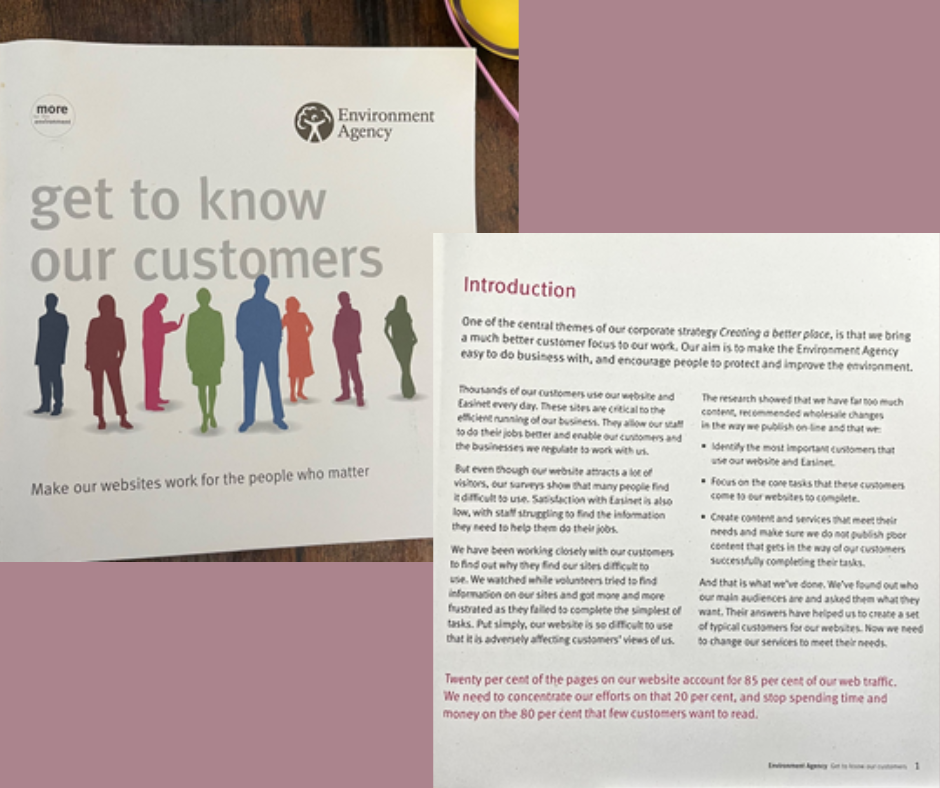 more
for the
environment
Environment
Agency
get to know
our customers
Make our websites work for the people who matter
Introduction
One of the central themes of our corporate strategy Creating a better place, is that we bring
a much better customer focus to our work. Our aim is to make the Environment Agency
easy to do business with, and encourage people to protect and improve the environment.
Thousands of our customers use our website and
Easinet every day. These sites are critical to the
efficient running of our business. They allow our staff
to do their jobs better and enable our customers and
the businesses we regulate to work with us.
But even though our website attracts a lot of
visitors, our surveys show that many people find
it difficult to use. Satisfaction with Easinet is also
low, with staff struggling to find the information
they need to help them do their jobs.
We have been working closely with our customers
to find out why they find our sites difficult to
use. We watched while volunteers tried to find
information on our sites and got more and more
frustrated as they failed to complete the simplest of
tasks. Put simply, our website is so difficult to use
that it is adversely affecting customers' views of us.
The research showed that we have far too much
content, recommended wholesale changes
in the way we publish on-line and that we:
▪ Identify the most important customers that
use our website and Easinet.
▪ Focus on the core tasks that these customers
come to our websites to complete.
▪ Create content and services that meet their
needs and make sure we do not publish poor
content that gets in the way of our customers
successfully completing their tasks.
And that is what we've done. We've found out who
our main audiences are and asked them what they
want. Their answers have helped us to create a set
of typical customers for our websites. Now we need
to change our services to meet their needs.
Twenty per cent of the pages on our website account for 85 per cent of our web traffic.
We need to concentrate our efforts on that 20 per cent, and stop spending time and
money on the 80 per cent that few customers want to read.
Environment Agency Get to know our customers 1